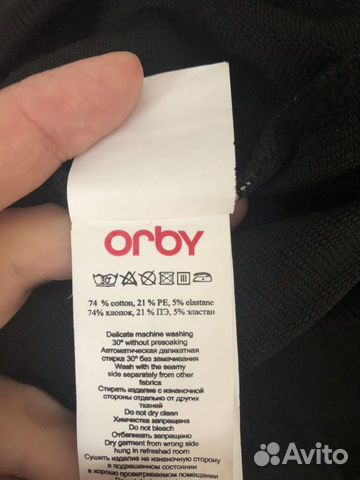 orby
30°
74 % cotton, 21 % PE, 5% elastane
74% хлопок, 21 % ПЭ, 5% эластан
Delicate machine washing
30° without presoaking
Автоматическая деликатная
стирка 30° без замачивания
Wash with the seamy
side separately from other
fabrics
Стирать изделие с изнаночной
стороны отдельно от других
тканей
Do not dry clean
Химчистка запрещена
Do not bleach
Отбеливать запрещено
Dry garment from wrong side
hung in refreshed room
Сушить изделие на изнаночную сторону
в подвешенном состоянии
в хорошо проветриваемом помещении
Avito